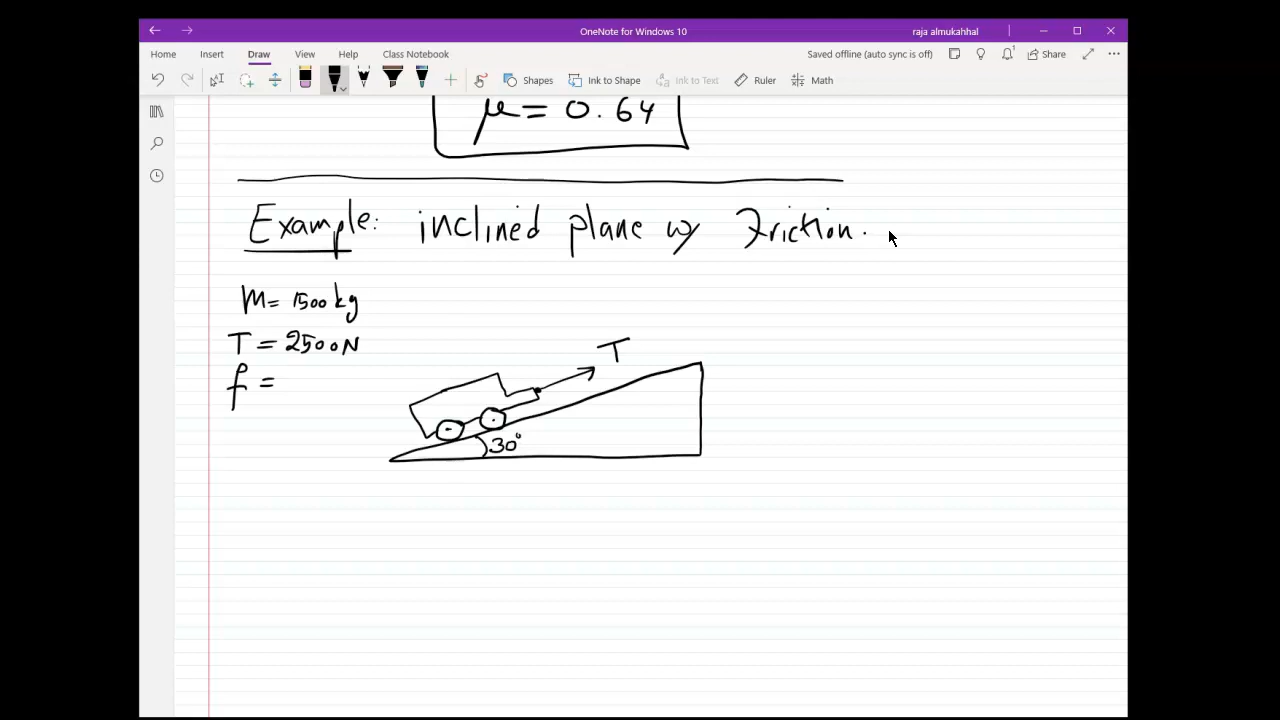 OneNote for Windows 10
raja almukahhal
Home Insert Draw View Help Class Notebook
Saved offline (auto sync is off)
Share
Shapes Ink to Shape Ink to Text Ruler Math
μ = 0.64
Example: inclined plane w/ Friction.
M = 1500 kg
T = 2500 N
f =
T
30°